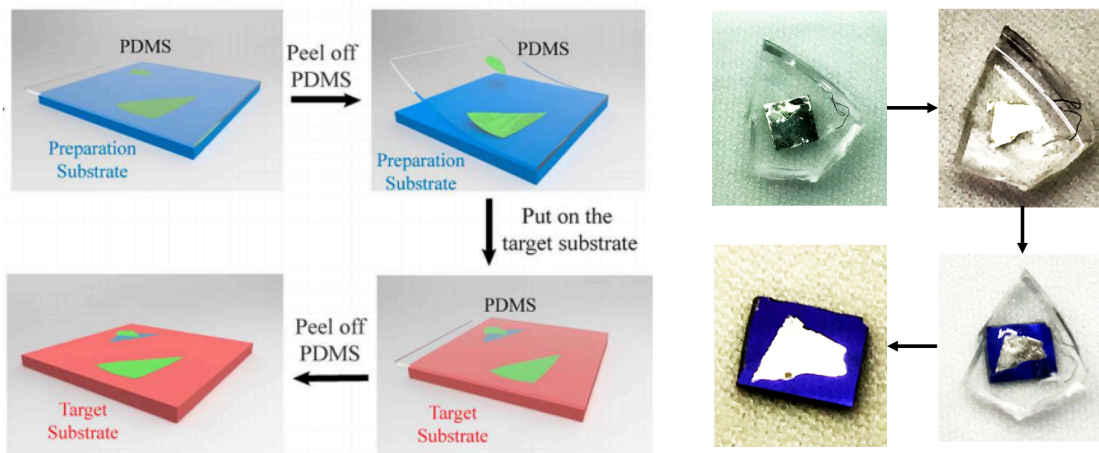 PDMS
Peel off
PDMS
PDMS
Preparation
Substrate
Preparation
Substrate
Put on the
target substrate
PDMS
Peel off
PDMS
Target
Substrate
Target
Substrate